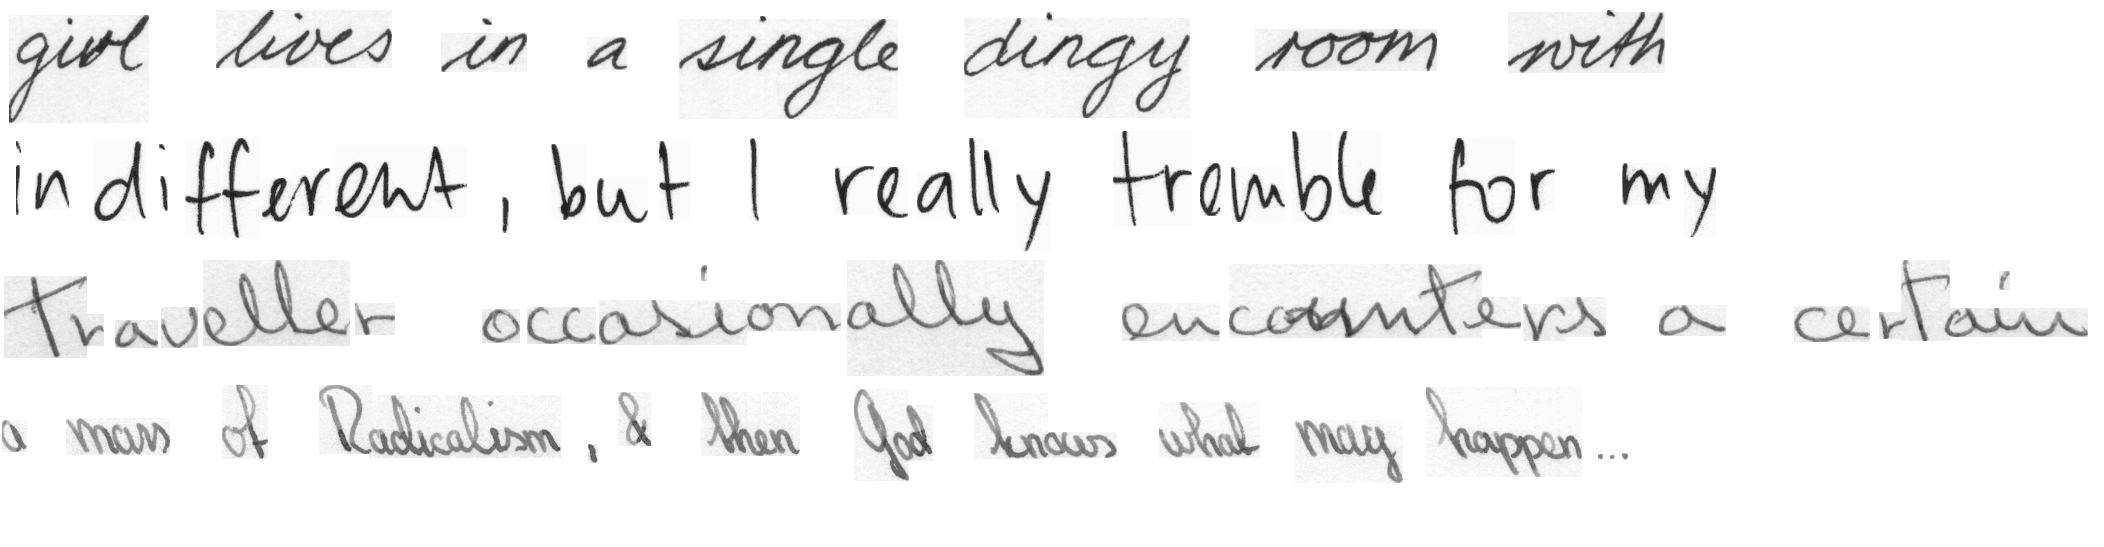 girl lives in a single dingy room with
indifferent, but I really tremble for my
traveller occasionally encounters a certain
a mass of Radicalism, & then God knows what may happen...